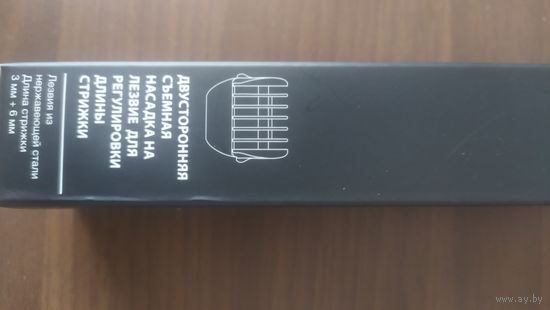 ДВУСТОРОННЯЯ
СЪЕМНАЯ
НАСАДКА НА
ЛЕЗВИЕ ДЛЯ
РЕГУЛИРОВКИ
ДЛИНЫ
СТРИЖКИ
Лезвия из
нержавеющей стали
Длина стрижки
3 мм + 6 мм
© www.ay.by